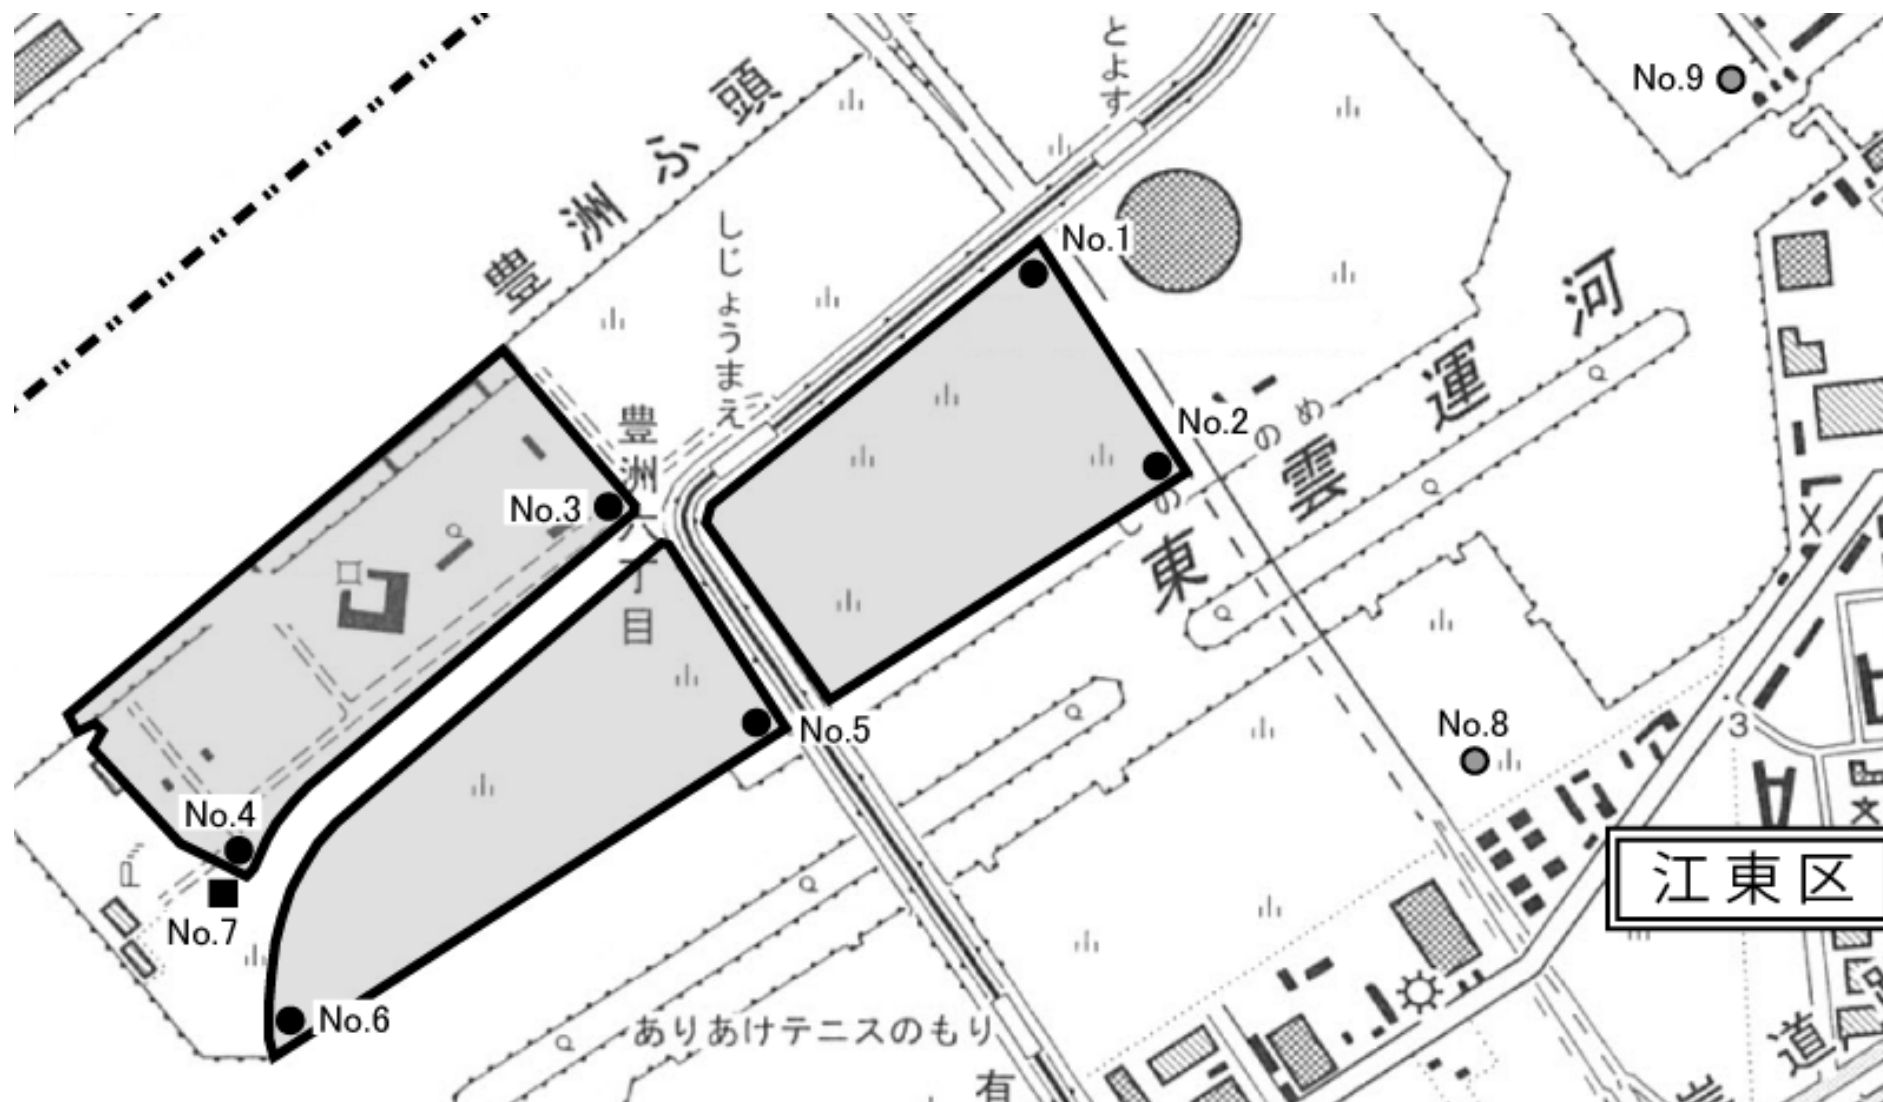 豊洲ふ頭
とよす
No.9
No.1
しじょうまえ
河
運
雲
東
しののめ
No.2
豊洲六丁目
No.3
No.5
No.8
3
No.4
No.7
No.6
江東区
ありあけテニスのもり
有
道